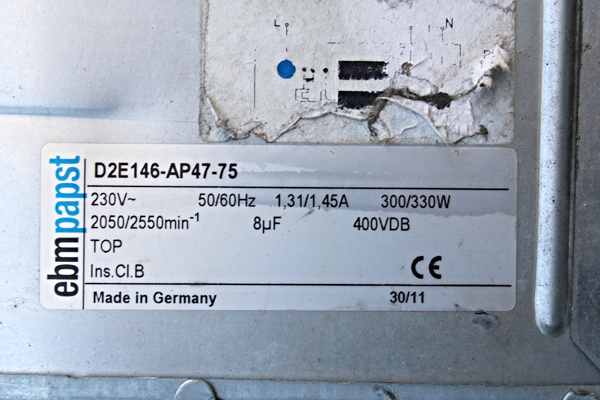 L N
D2E146-AP47-75
230V~ 50/60Hz 1,31/1,45A 300/330W
2050/2550min⁻¹ 8µF 400VDB
TOP
Ins.Cl.B CE
Made in Germany 30/11
ebmpapst